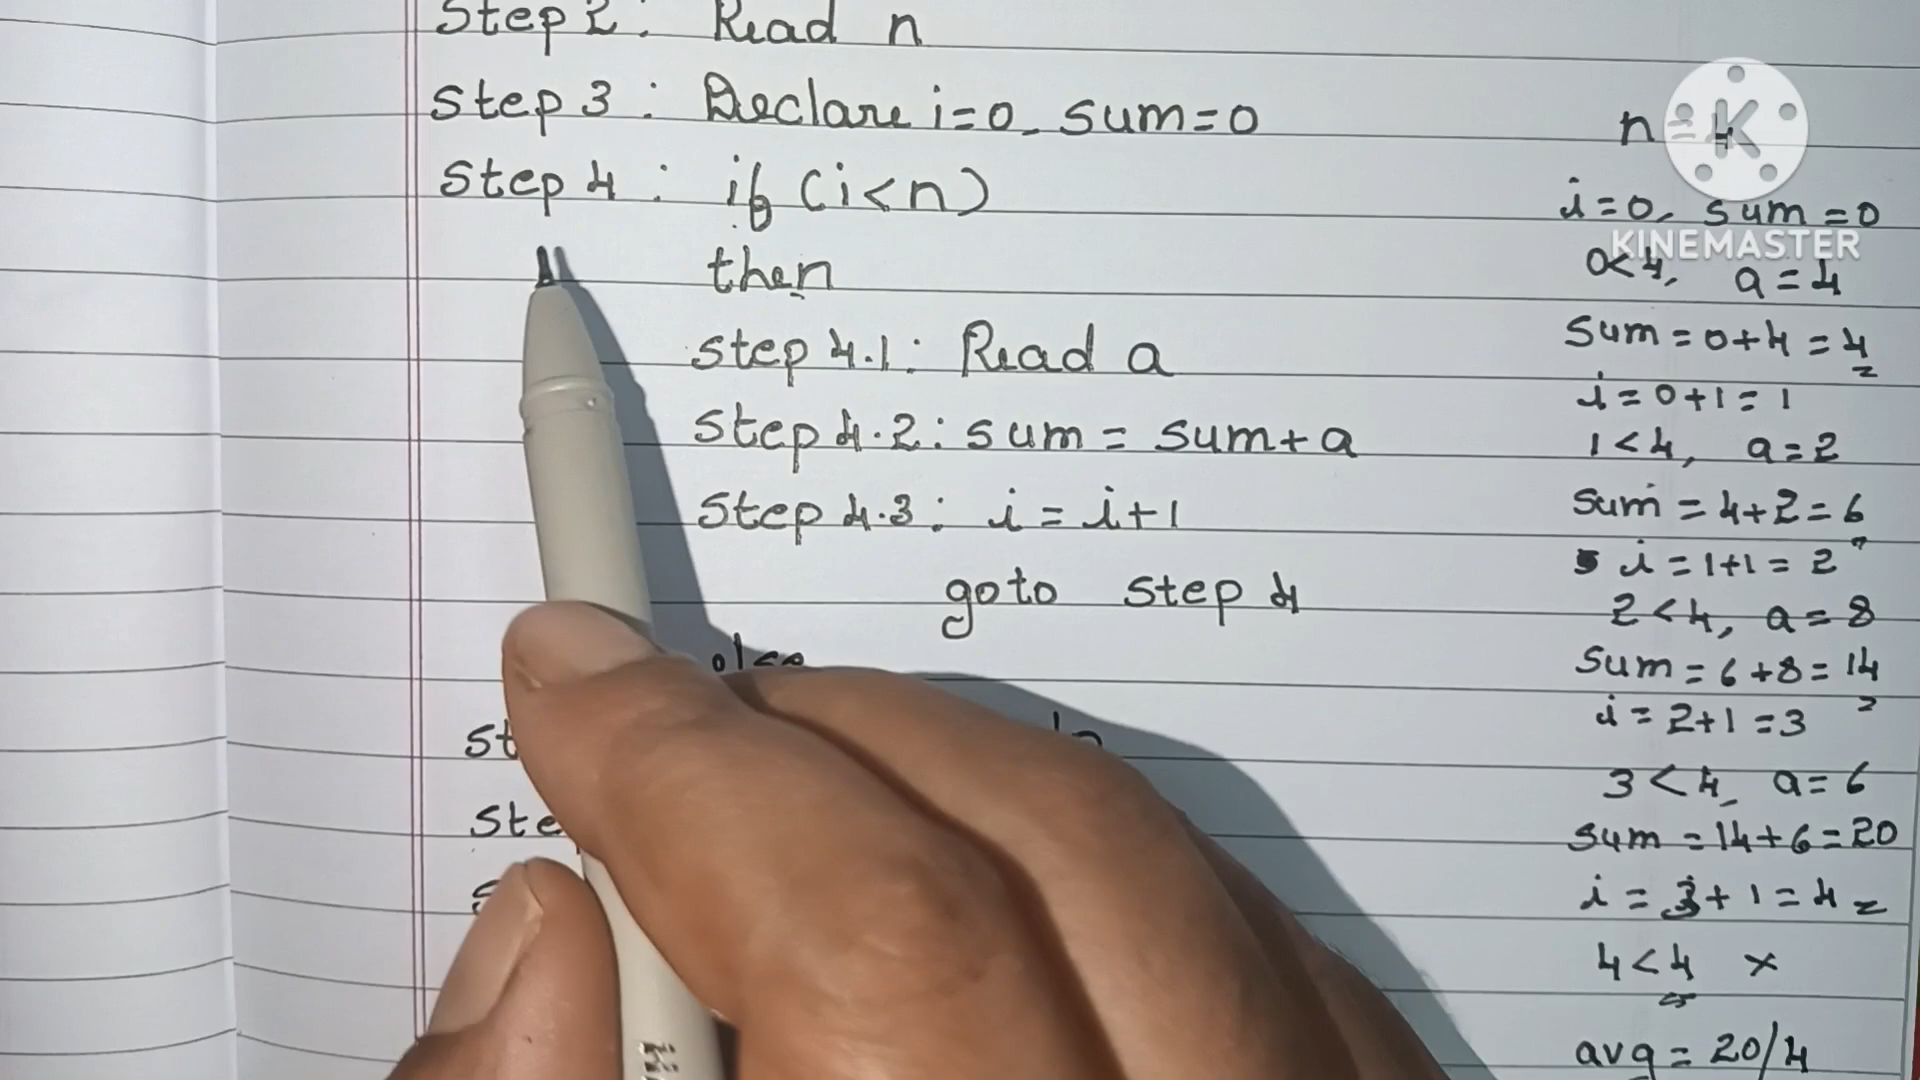 Step 2: Read n
Step 3: Declare i=0, sum=0
Step 4: if (i<n)
then
Step 4.1: Read a
Step 4.2: sum = sum+a
Step 4.3: i = i+1
goto step 4
else
n = 4
i=0, sum=0
0<4, a=4
sum = 0+4 = 4
i = 0+1 = 1
1<4, a=2
sum = 4+2=6
i = 1+1 = 2
2<4, a=8
sum = 6+8=14
i = 2+1=3
3<4, a=6
sum = 14+6=20
i = 3+1=4
4<4 x
avg = 20/4
KINEMASTER